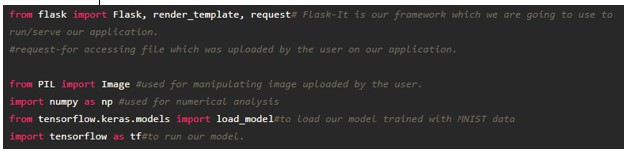 from flask import Flask, render_template, request# Flask-It is our framework which we are going to use to
run/serve our application.
#request-for accessing file which was uploaded by the user on our application.
from PIL import Image #used for manipulating image uploaded by the user.
import numpy as np #used for numerical analysis
from tensorflow.keras.models import load_model#to load our model trained with MNIST data
import tensorflow as tf#to run our model.